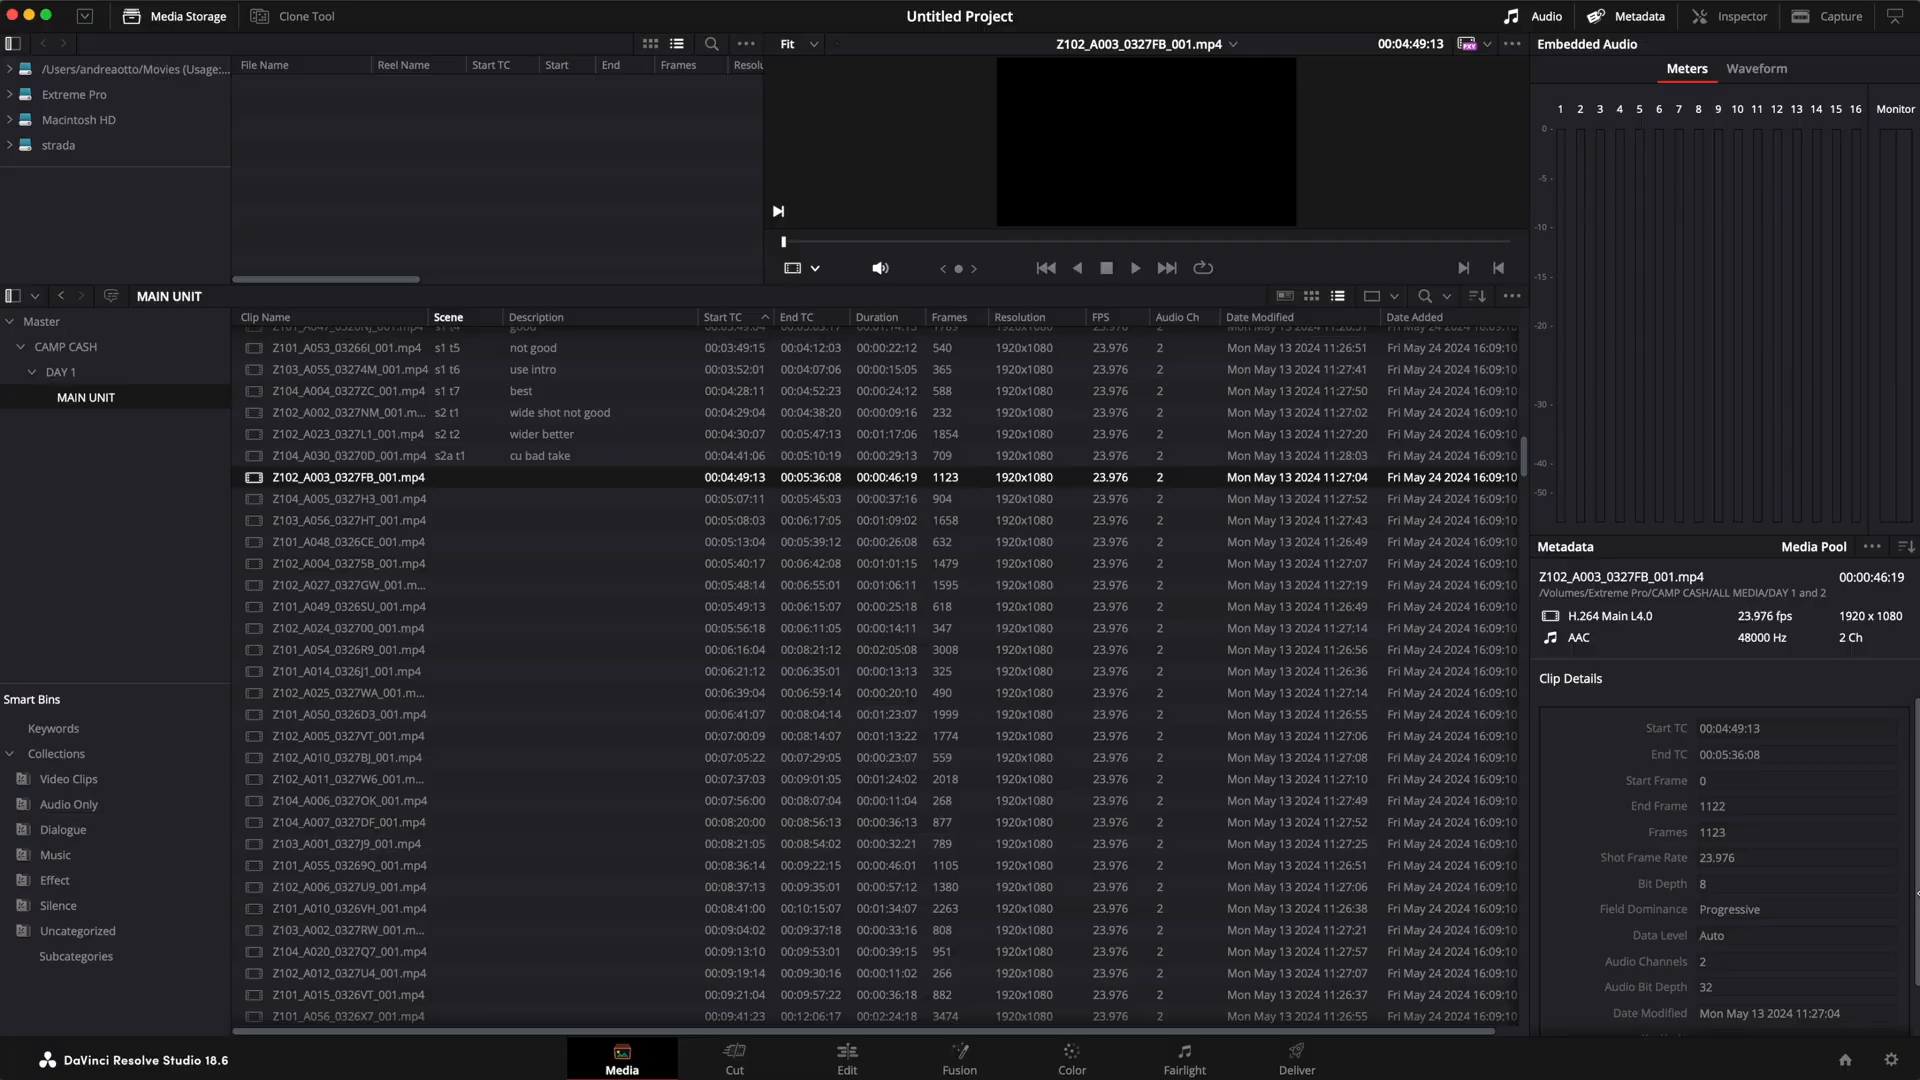 Media Storage Clone Tool Untitled Project Audio Metadata Inspector Capture
Fit Z102_A003_0327FB_001.mp4 00:04:49:13 Embedded Audio
/Users/andreaotto/Movies (Usage:... File Name Reel Name Start TC Start End Frames Resolu
Extreme Pro
Macintosh HD
strada
Meters Waveform
1 2 3 4 5 6 7 8 9 10 11 12 13 14 15 16 Monitor
0 -
-5 -
-10 -
-15 -
-20 -
-30 -
-40 -
-50 -
MAIN UNIT
Master
CAMP CASH
DAY 1
MAIN UNIT
Clip Name Scene Description Start TC End TC Duration Frames Resolution FPS Audio Ch Date Modified Date Added
Z101_A053_03266I_001.mp4 s1 t5 not good 00:03:49:15 00:04:12:03 00:00:22:12 540 1920x1080 23.976 2 Mon May 13 2024 11:26:51 Fri May 24 2024 16:09:10
Z103_A055_03274M_001.mp4 s1 t6 use intro 00:03:52:01 00:04:07:06 00:00:15:05 365 1920x1080 23.976 2 Mon May 13 2024 11:27:41 Fri May 24 2024 16:09:10
Z104_A004_0327ZC_001.mp4 s1 t7 best 00:04:28:11 00:04:52:23 00:00:24:12 588 1920x1080 23.976 2 Mon May 13 2024 11:27:50 Fri May 24 2024 16:09:10
Z102_A002_0327NM_001.m... s2 t1 wide shot not good 00:04:29:04 00:04:38:20 00:00:09:16 232 1920x1080 23.976 2 Mon May 13 2024 11:27:02 Fri May 24 2024 16:09:10
Z102_A023_0327L1_001.mp4 s2 t2 wider better 00:04:30:07 00:05:47:13 00:01:17:06 1854 1920x1080 23.976 2 Mon May 13 2024 11:27:20 Fri May 24 2024 16:09:10
Z104_A030_03270D_001.mp4 s2a t1 cu bad take 00:04:41:06 00:05:10:19 00:00:29:13 709 1920x1080 23.976 2 Mon May 13 2024 11:28:03 Fri May 24 2024 16:09:10
Z102_A003_0327FB_001.mp4 00:04:49:13 00:05:36:08 00:00:46:19 1123 1920x1080 23.976 2 Mon May 13 2024 11:27:04 Fri May 24 2024 16:09:10
Z104_A005_0327H3_001.mp4 00:05:07:11 00:05:45:03 00:00:37:16 904 1920x1080 23.976 2 Mon May 13 2024 11:27:52 Fri May 24 2024 16:09:10
Z103_A056_0327HT_001.mp4 00:05:08:03 00:06:17:05 00:01:09:02 1658 1920x1080 23.976 2 Mon May 13 2024 11:27:43 Fri May 24 2024 16:09:10
Z101_A048_0326CE_001.mp4 00:05:13:04 00:05:39:12 00:00:26:08 632 1920x1080 23.976 2 Mon May 13 2024 11:26:49 Fri May 24 2024 16:09:10
Z102_A004_03275B_001.mp4 00:05:40:17 00:06:42:08 00:01:01:15 1479 1920x1080 23.976 2 Mon May 13 2024 11:27:07 Fri May 24 2024 16:09:10
Z102_A027_0327GW_001.m... 00:05:48:14 00:06:55:01 00:01:06:11 1595 1920x1080 23.976 2 Mon May 13 2024 11:27:19 Fri May 24 2024 16:09:10
Z101_A049_0326SU_001.mp4 00:05:49:13 00:06:15:07 00:00:25:18 618 1920x1080 23.976 2 Mon May 13 2024 11:26:49 Fri May 24 2024 16:09:10
Z102_A024_032700_001.mp4 00:05:56:18 00:06:11:05 00:00:14:11 347 1920x1080 23.976 2 Mon May 13 2024 11:27:14 Fri May 24 2024 16:09:10
Z101_A054_0326R9_001.mp4 00:06:16:04 00:08:21:12 00:02:05:08 3008 1920x1080 23.976 2 Mon May 13 2024 11:26:56 Fri May 24 2024 16:09:10
Z101_A014_0326J1_001.mp4 00:06:21:12 00:06:35:01 00:00:13:13 325 1920x1080 23.976 2 Mon May 13 2024 11:26:36 Fri May 24 2024 16:09:10
Z102_A025_0327WA_001.m... 00:06:39:04 00:06:59:14 00:00:20:10 490 1920x1080 23.976 2 Mon May 13 2024 11:27:14 Fri May 24 2024 16:09:10
Z101_A050_0326D3_001.mp4 00:06:41:07 00:08:04:14 00:01:23:07 1999 1920x1080 23.976 2 Mon May 13 2024 11:26:55 Fri May 24 2024 16:09:10
Z102_A005_0327VT_001.mp4 00:07:00:09 00:08:14:07 00:01:13:22 1774 1920x1080 23.976 2 Mon May 13 2024 11:27:06 Fri May 24 2024 16:09:10
Z102_A010_0327BJ_001.mp4 00:07:05:22 00:07:29:05 00:00:23:07 559 1920x1080 23.976 2 Mon May 13 2024 11:27:08 Fri May 24 2024 16:09:10
Z102_A011_0327W6_001.m... 00:07:37:03 00:09:01:05 00:01:24:02 2018 1920x1080 23.976 2 Mon May 13 2024 11:27:10 Fri May 24 2024 16:09:10
Z104_A006_0327OK_001.mp4 00:07:56:00 00:08:07:04 00:00:11:04 268 1920x1080 23.976 2 Mon May 13 2024 11:27:49 Fri May 24 2024 16:09:10
Z104_A007_0327DF_001.mp4 00:08:20:00 00:08:56:13 00:00:36:13 877 1920x1080 23.976 2 Mon May 13 2024 11:27:52 Fri May 24 2024 16:09:10
Z103_A001_0327J9_001.mp4 00:08:21:05 00:08:54:02 00:00:32:21 789 1920x1080 23.976 2 Mon May 13 2024 11:27:25 Fri May 24 2024 16:09:10
Z101_A055_03269Q_001.mp4 00:08:36:14 00:09:22:15 00:00:46:01 1105 1920x1080 23.976 2 Mon May 13 2024 11:26:51 Fri May 24 2024 16:09:10
Z102_A006_0327U9_001.mp4 00:08:37:13 00:09:35:01 00:00:57:12 1380 1920x1080 23.976 2 Mon May 13 2024 11:27:06 Fri May 24 2024 16:09:10
Z101_A010_0326VH_001.mp4 00:08:41:00 00:10:15:07 00:01:34:07 2263 1920x1080 23.976 2 Mon May 13 2024 11:26:38 Fri May 24 2024 16:09:10
Z103_A002_0327RW_001.m... 00:09:04:02 00:09:37:18 00:00:33:16 808 1920x1080 23.976 2 Mon May 13 2024 11:27:21 Fri May 24 2024 16:09:10
Z104_A020_0327Q7_001.mp4 00:09:13:10 00:09:53:01 00:00:39:15 951 1920x1080 23.976 2 Mon May 13 2024 11:27:57 Fri May 24 2024 16:09:10
Z102_A012_0327U4_001.mp4 00:09:19:14 00:09:30:16 00:00:11:02 266 1920x1080 23.976 2 Mon May 13 2024 11:27:07 Fri May 24 2024 16:09:10
Z101_A015_0326VT_001.mp4 00:09:21:04 00:09:57:22 00:00:36:18 882 1920x1080 23.976 2 Mon May 13 2024 11:26:37 Fri May 24 2024 16:09:10
Z101_A056_0326X7_001.mp4 00:09:41:23 00:12:06:17 00:02:24:18 3474 1920x1080 23.976 2 Mon May 13 2024 11:26:55 Fri May 24 2024 16:09:10
Smart Bins
Keywords
Collections
Video Clips
Audio Only
Dialogue
Music
Effect
Silence
Uncategorized
Subcategories
Metadata Media Pool
Z102_A003_0327FB_001.mp4 00:00:46:19
/Volumes/Extreme Pro/CAMP CASH/ALL MEDIA/DAY 1 and 2
H.264 Main L4.0 23.976 fps 1920 x 1080
AAC 48000 Hz 2 Ch
Clip Details
Start TC 00:04:49:13
End TC 00:05:36:08
Start Frame 0
End Frame 1122
Frames 1123
Shot Frame Rate 23.976
Bit Depth 8
Field Dominance Progressive
Data Level Auto
Audio Channels 2
Audio Bit Depth 32
Date Modified Mon May 13 2024 11:27:04
DaVinci Resolve Studio 18.6 Media Cut Edit Fusion Color Fairlight Deliver